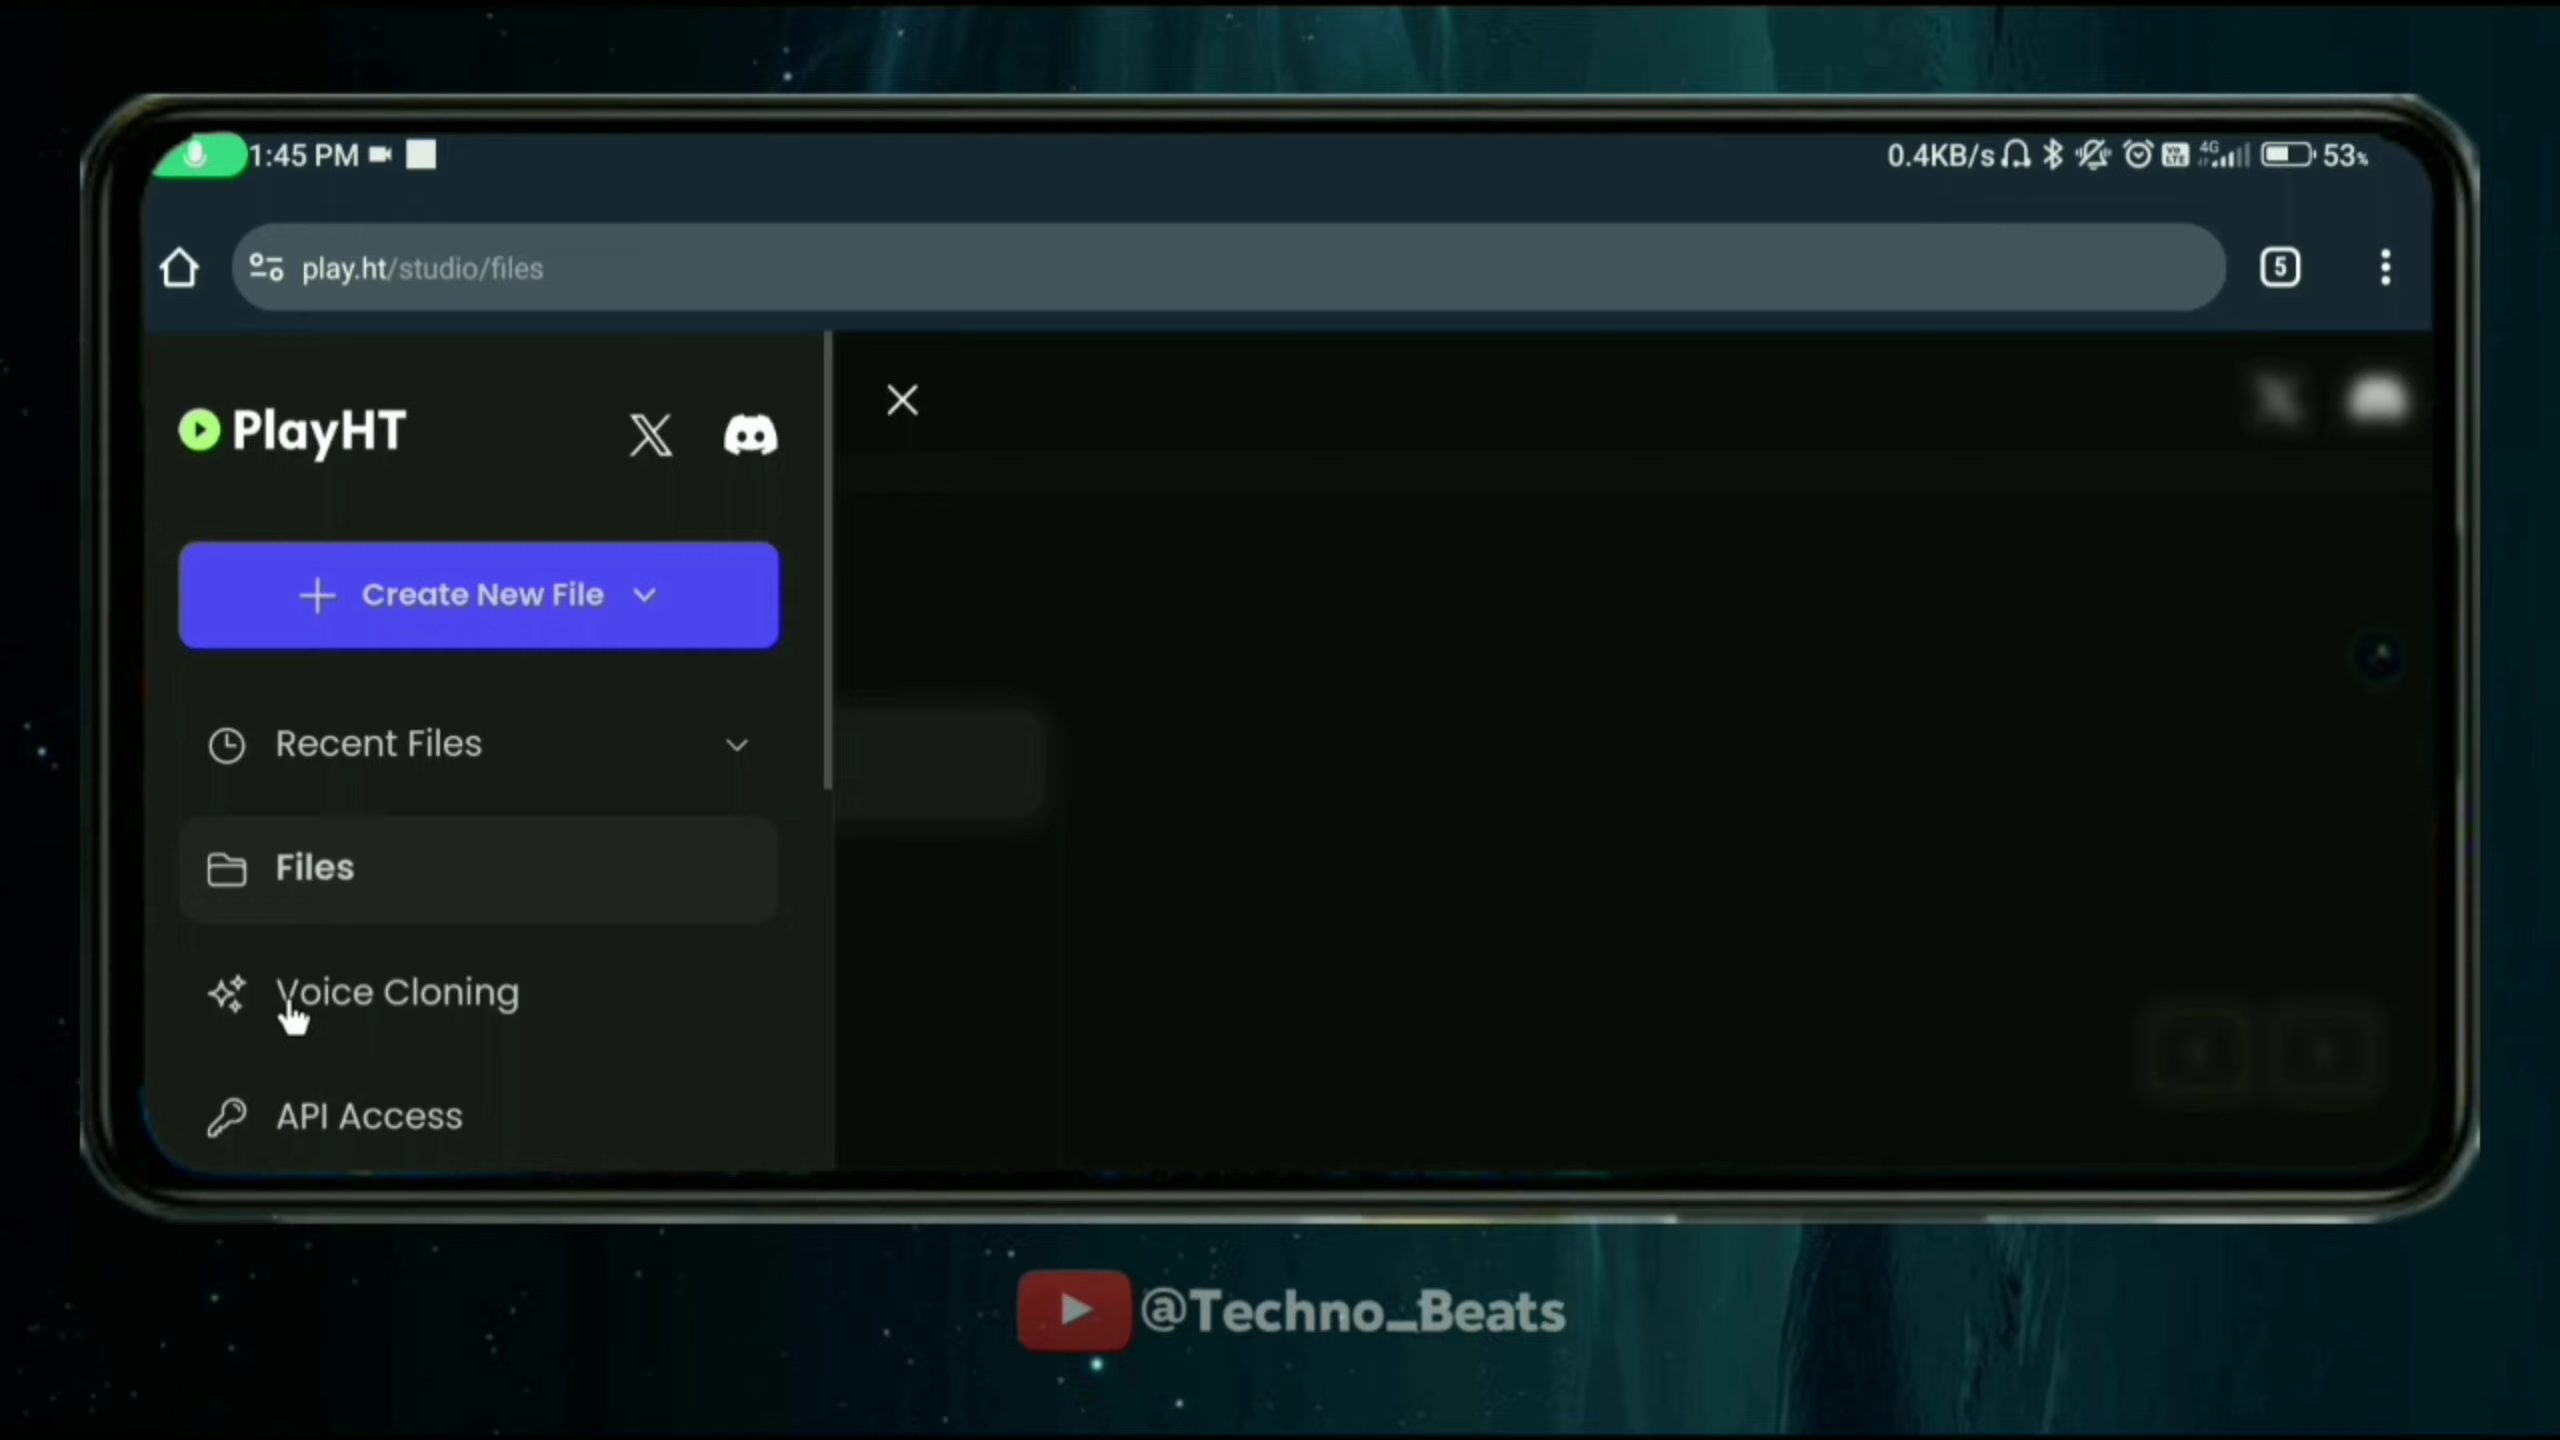 1:45 PM
0.4KB/s
4G
53%
play.ht/studio/files
5
PlayHT
Create New File
Recent Files
Files
Voice Cloning
API Access
@Techno_Beats